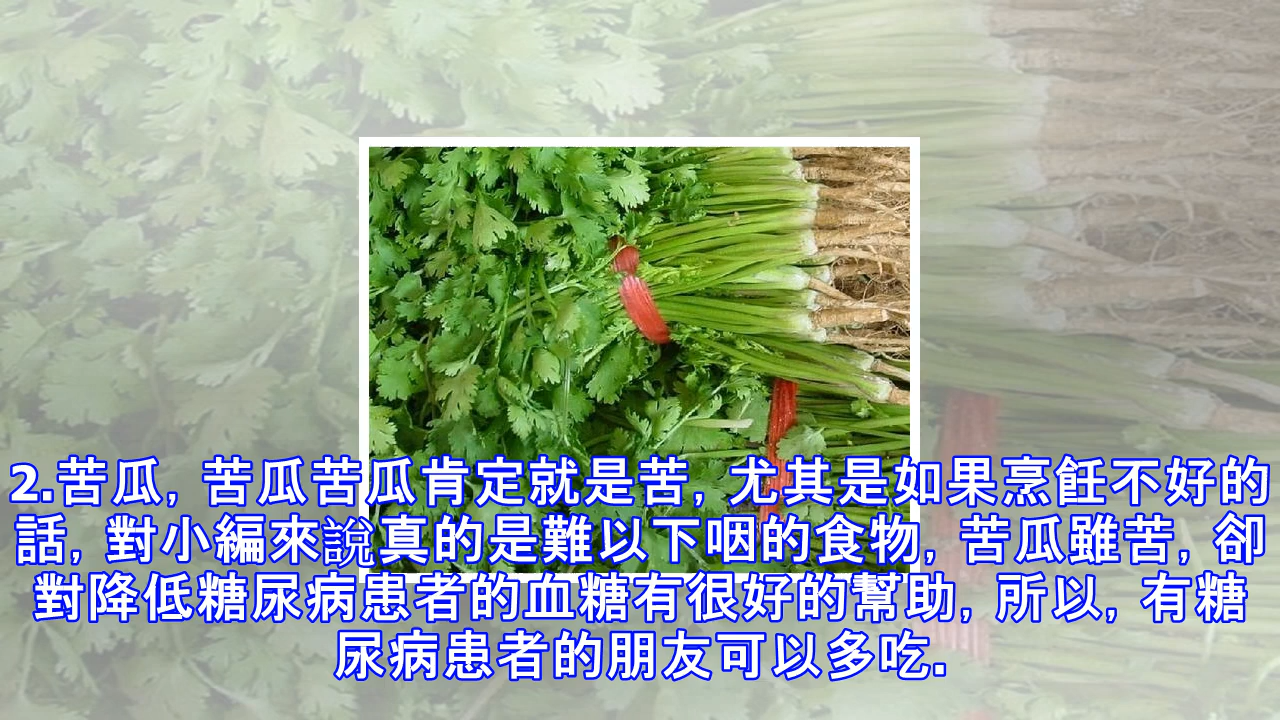 2.苦瓜, 苦瓜苦瓜肯定就是苦, 尤其是如果烹飪不好的
話, 對小編來說真的是難以下咽的食物, 苦瓜雖苦, 卻
對降低糖尿病患者的血糖有很好的幫助, 所以, 有糖
尿病患者的朋友可以多吃.